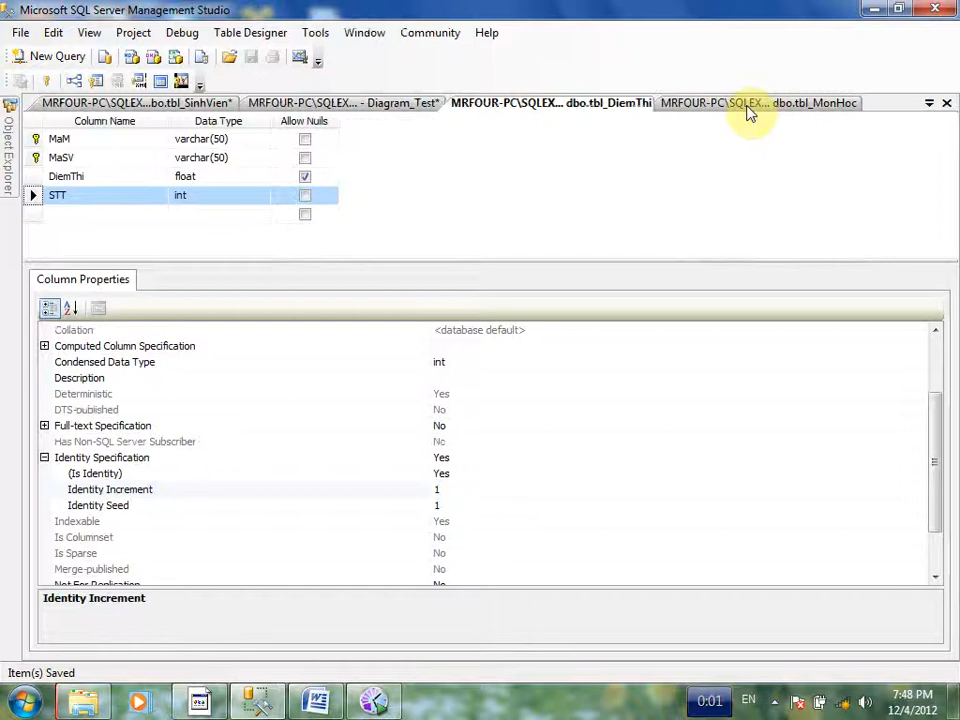 Microsoft SQL Server Management Studio
File Edit View Project Debug Table Designer Tools Window Community Help
New Query
MRFOUR-PC\SQLEX...bo.tbl_SinhVien* MRFOUR-PC\SQLEX... - Diagram_Test* MRFOUR-PC\SQLEX... dbo.tbl_DiemThi MRFOUR-PC\SQLEX... dbo.tbl_MonHoc
Object Explorer
Column Name Data Type Allow Nulls
MaM varchar(50)
MaSV varchar(50)
DiemThi float
STT int
Column Properties
Collation <database default>
Computed Column Specification
Condensed Data Type int
Description
Deterministic Yes
DTS-published No
Full-text Specification No
Has Non-SQL Server Subscriber No
Identity Specification Yes
(Is Identity) Yes
Identity Increment 1
Identity Seed 1
Indexable Yes
Is Columnset No
Is Sparse No
Merge-published No
Not For Replication No
Identity Increment
Item(s) Saved
0:01 EN 7:48 PM
12/4/2012